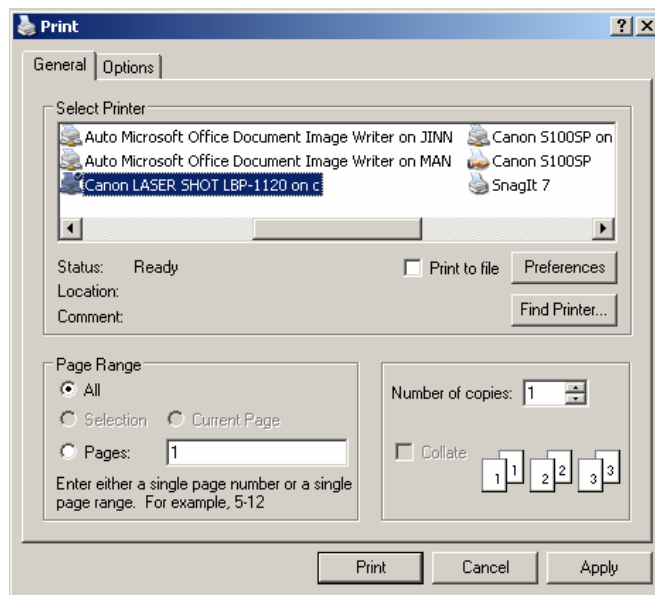 Print
General Options
Select Printer
Auto Microsoft Office Document Image Writer on JINN Canon S100SP on
Auto Microsoft Office Document Image Writer on MAN Canon S100SP
Canon LASER SHOT LBP-1120 on c SnagIt 7
Status: Ready Print to file Preferences
Location:
Comment: Find Printer...
Page Range
All
Selection Current Page
Pages: 1
Enter either a single page number or a single
page range. For example, 5-12
Number of copies: 1
Collate
1 1 2 2 3 3
Print Cancel Apply